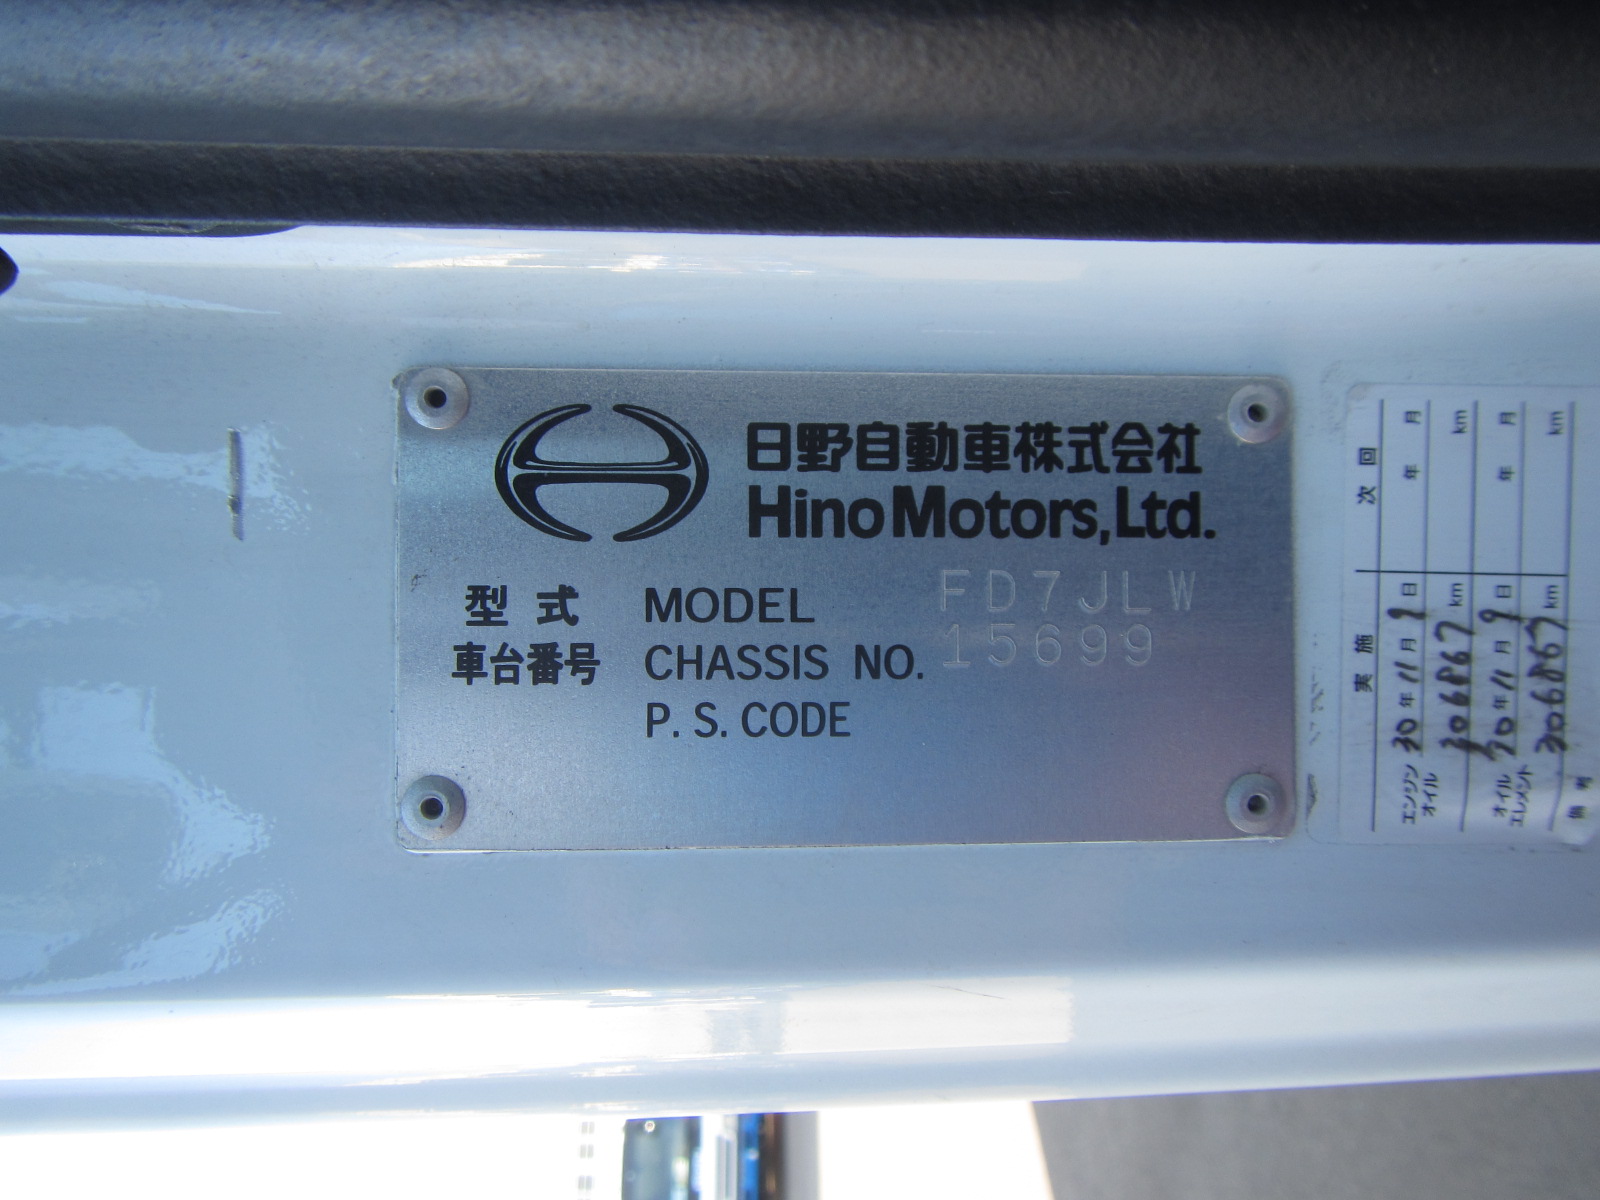 日野自動車株式会社
Hino Motors,Ltd.
型式 MODEL FD7JLW
車台番号 CHASSIS NO. 15699
P.S.CODE
実施 次回
エンジンオイル 30年11月9日 年 月
306867km km
オイルエレメント 30年11月9日 年 月
306867km km
備考